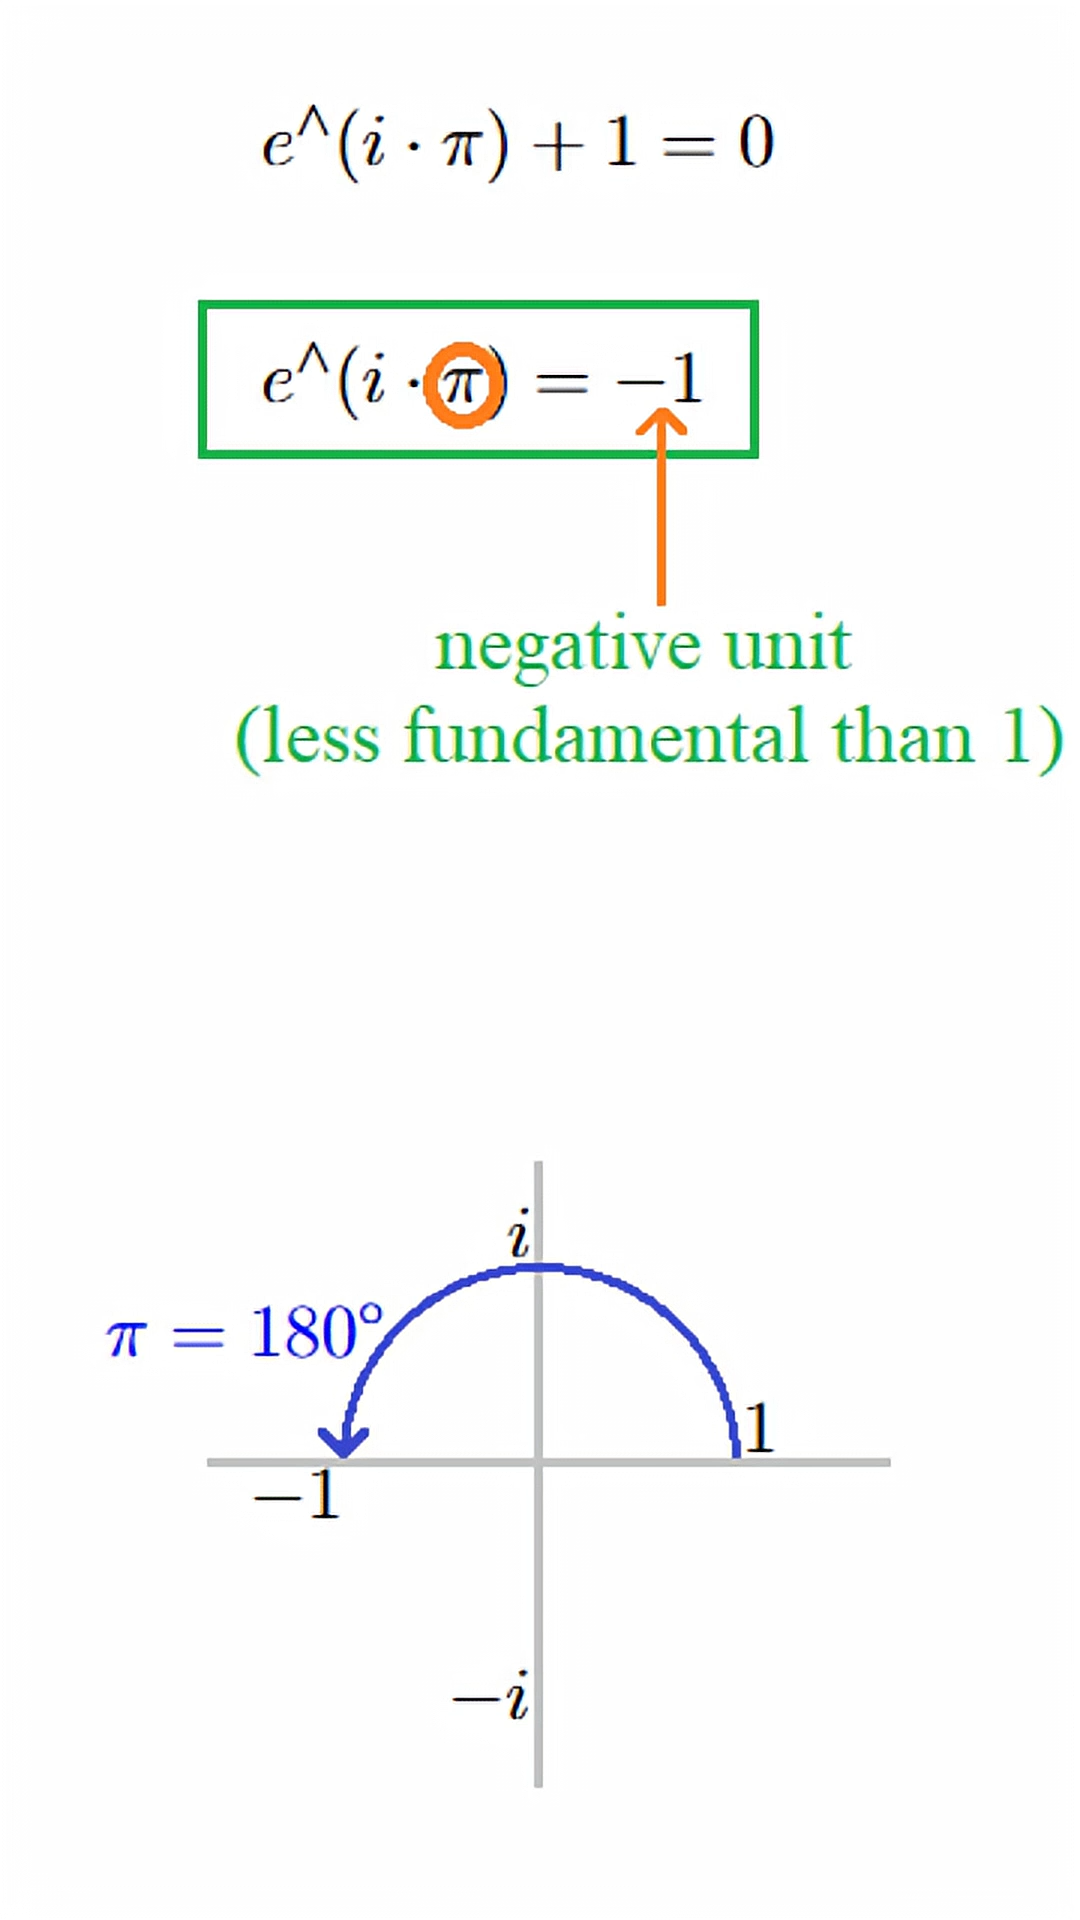 e^(i · π) + 1 = 0
e^(i · π) = −1
negative unit
(less fundamental than 1)
i
π = 180°
1
−1
−i